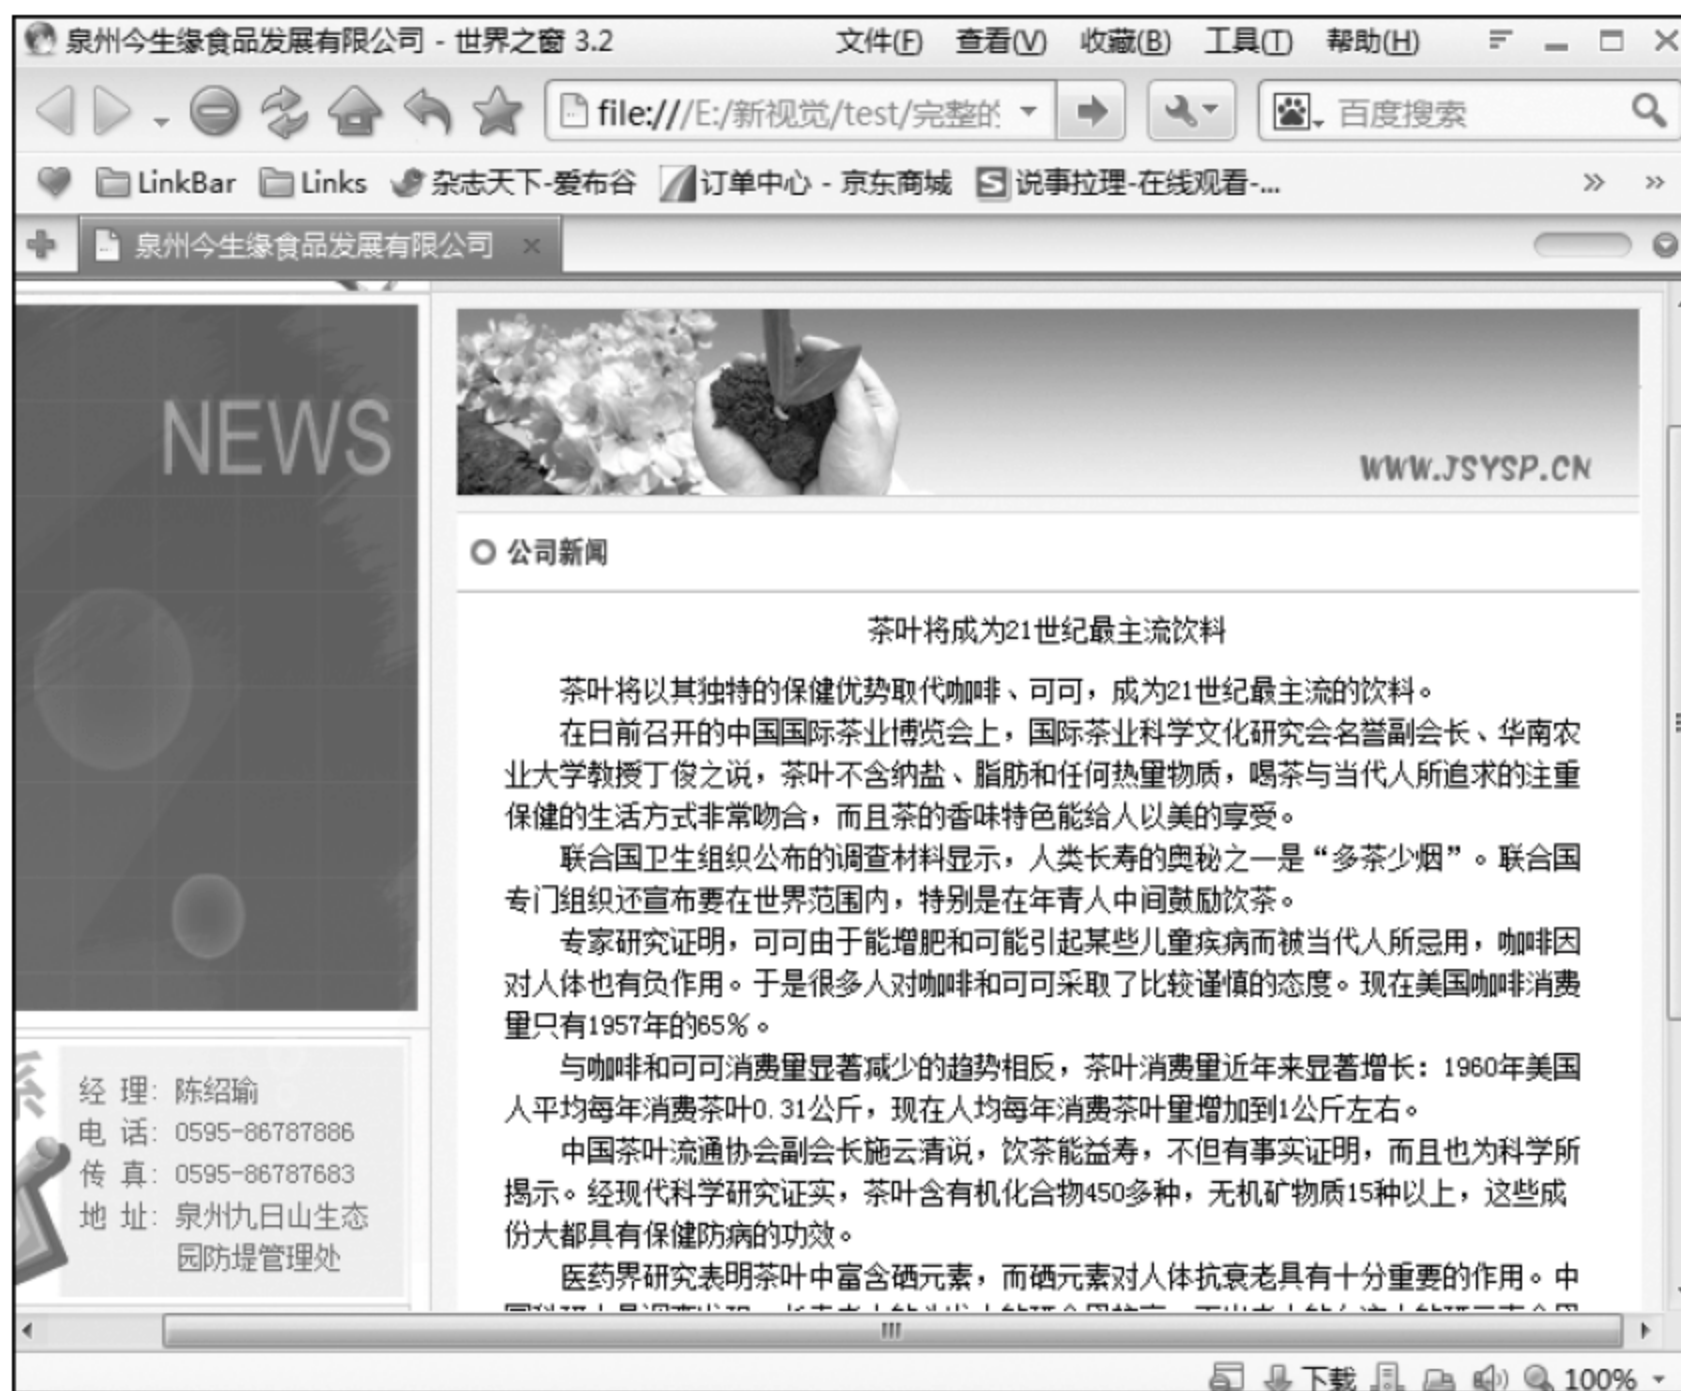 泉州今生缘食品发展有限公司 - 世界之窗 3.2
文件(F) 查看(V) 收藏(B) 工具(T) 帮助(H)
file:///E:/新视觉/test/完整的
百度搜索
LinkBar Links 杂志天下-爱布谷 订单中心 - 京东商城 说事拉理-在线观看-...
泉州今生缘食品发展有限公司
NEWS
WWW.JSYSP.CN
公司新闻
茶叶将成为21世纪最主流饮料
茶叶将以其独特的保健优势取代咖啡、可可，成为21世纪最主流的饮料。
在日前召开的中国国际茶业博览会上，国际茶业科学文化研究会名誉副会长、华南农
业大学教授丁俊之说，茶叶不含纳盐、脂肪和任何热量物质，喝茶与当代人所追求的注重
保健的生活方式非常吻合，而且茶的香味特色能给人以美的享受。
联合国卫生组织公布的调查材料显示，人类长寿的奥秘之一是“多茶少烟”。联合国
专门组织还宣布要在世界范围内，特别是在年青人中间鼓励饮茶。
专家研究证明，可可由于能增肥和可能引起某些儿童疾病而被当代人所忌用，咖啡因
对人体也有负作用。于是很多人对咖啡和可可采取了比较谨慎的态度。现在美国咖啡消费
量只有1957年的65%。
与咖啡和可可消费量显著减少的趋势相反，茶叶消费量近年来显著增长：1960年美国
人平均每年消费茶叶0.31公斤，现在人均每年消费茶叶量增加到1公斤左右。
中国茶叶流通协会副会长施云清说，饮茶能益寿，不但有事实证明，而且也为科学所
揭示。经现代科学研究证实，茶叶含有机化合物450多种，无机矿物质15种以上，这些成
份大都具有保健防病的功效。
医药界研究表明茶叶中富含硒元素，而硒元素对人体抗衰老具有十分重要的作用。中
系
经 理：陈绍瑜
电 话：0595-86787886
传 真：0595-86787683
地 址：泉州九日山生态
园防堤管理处
下载 100%